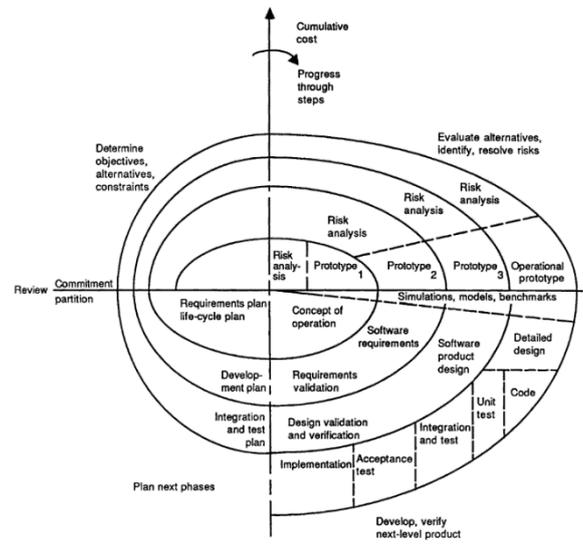 Cumulative
cost
Progress
through
steps
Evaluate alternatives,
identify, resolve risks
Determine
objectives,
alternatives,
constraints
Risk
analysis
Risk
analysis
Risk
analysis
Risk
analy-
sis
Prototype
1
Prototype
2
Prototype
3
Operational
prototype
Review
Commitment
partition
Simulations, models, benchmarks
Requirements plan
life-cycle plan
Concept of
operation
Software
requirements
Software
product
design
Detailed
design
Develop-
ment plan
Requirements
validation
Code
Unit
test
Integration
and test
plan
Design validation
and verification
Integration
and test
Acceptance
test
Implementation
Plan next phases
Develop, verify
next-level product